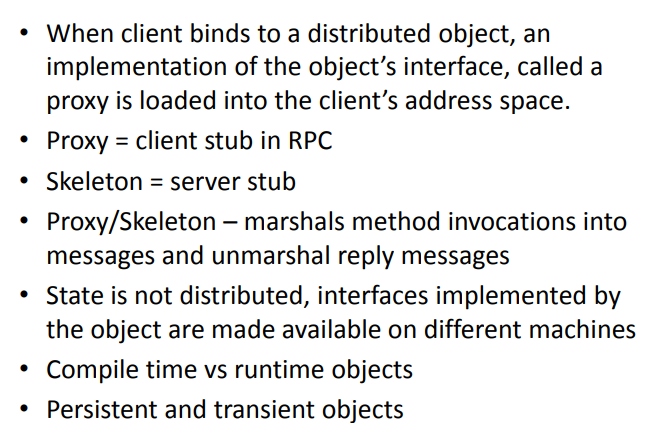 • When client binds to a distributed object, an
implementation of the object’s interface, called a
proxy is loaded into the client’s address space.
• Proxy = client stub in RPC
• Skeleton = server stub
• Proxy/Skeleton – marshals method invocations into
messages and unmarshal reply messages
• State is not distributed, interfaces implemented by
the object are made available on different machines
• Compile time vs runtime objects
• Persistent and transient objects